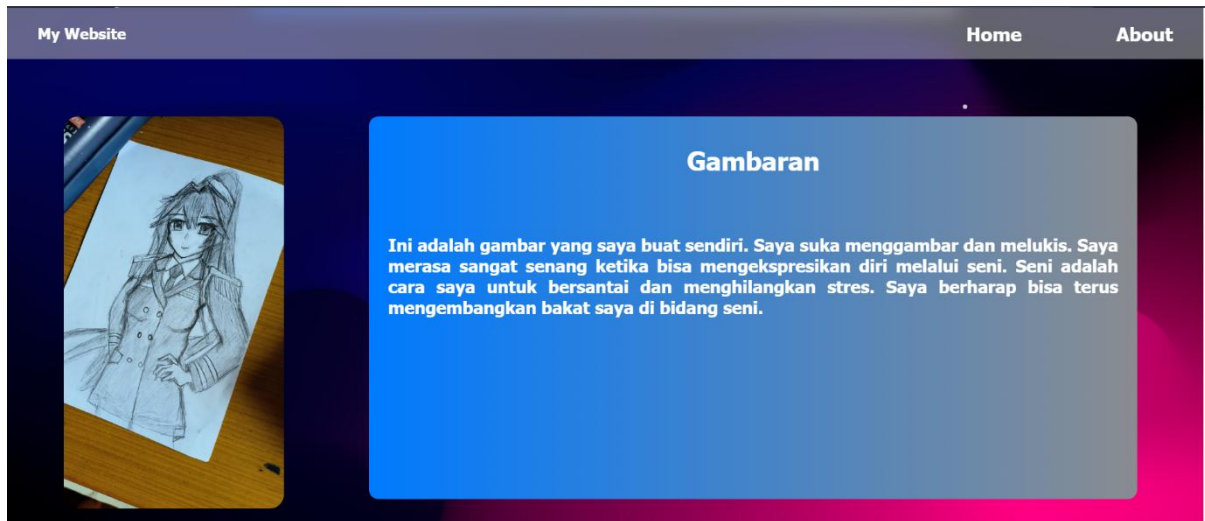 My Website
Home
About
Gambaran
Ini adalah gambar yang saya buat sendiri. Saya suka menggambar dan melukis. Saya
merasa sangat senang ketika bisa mengekspresikan diri melalui seni. Seni adalah
cara saya untuk bersantai dan menghilangkan stres. Saya berharap bisa terus
mengembangkan bakat saya di bidang seni.